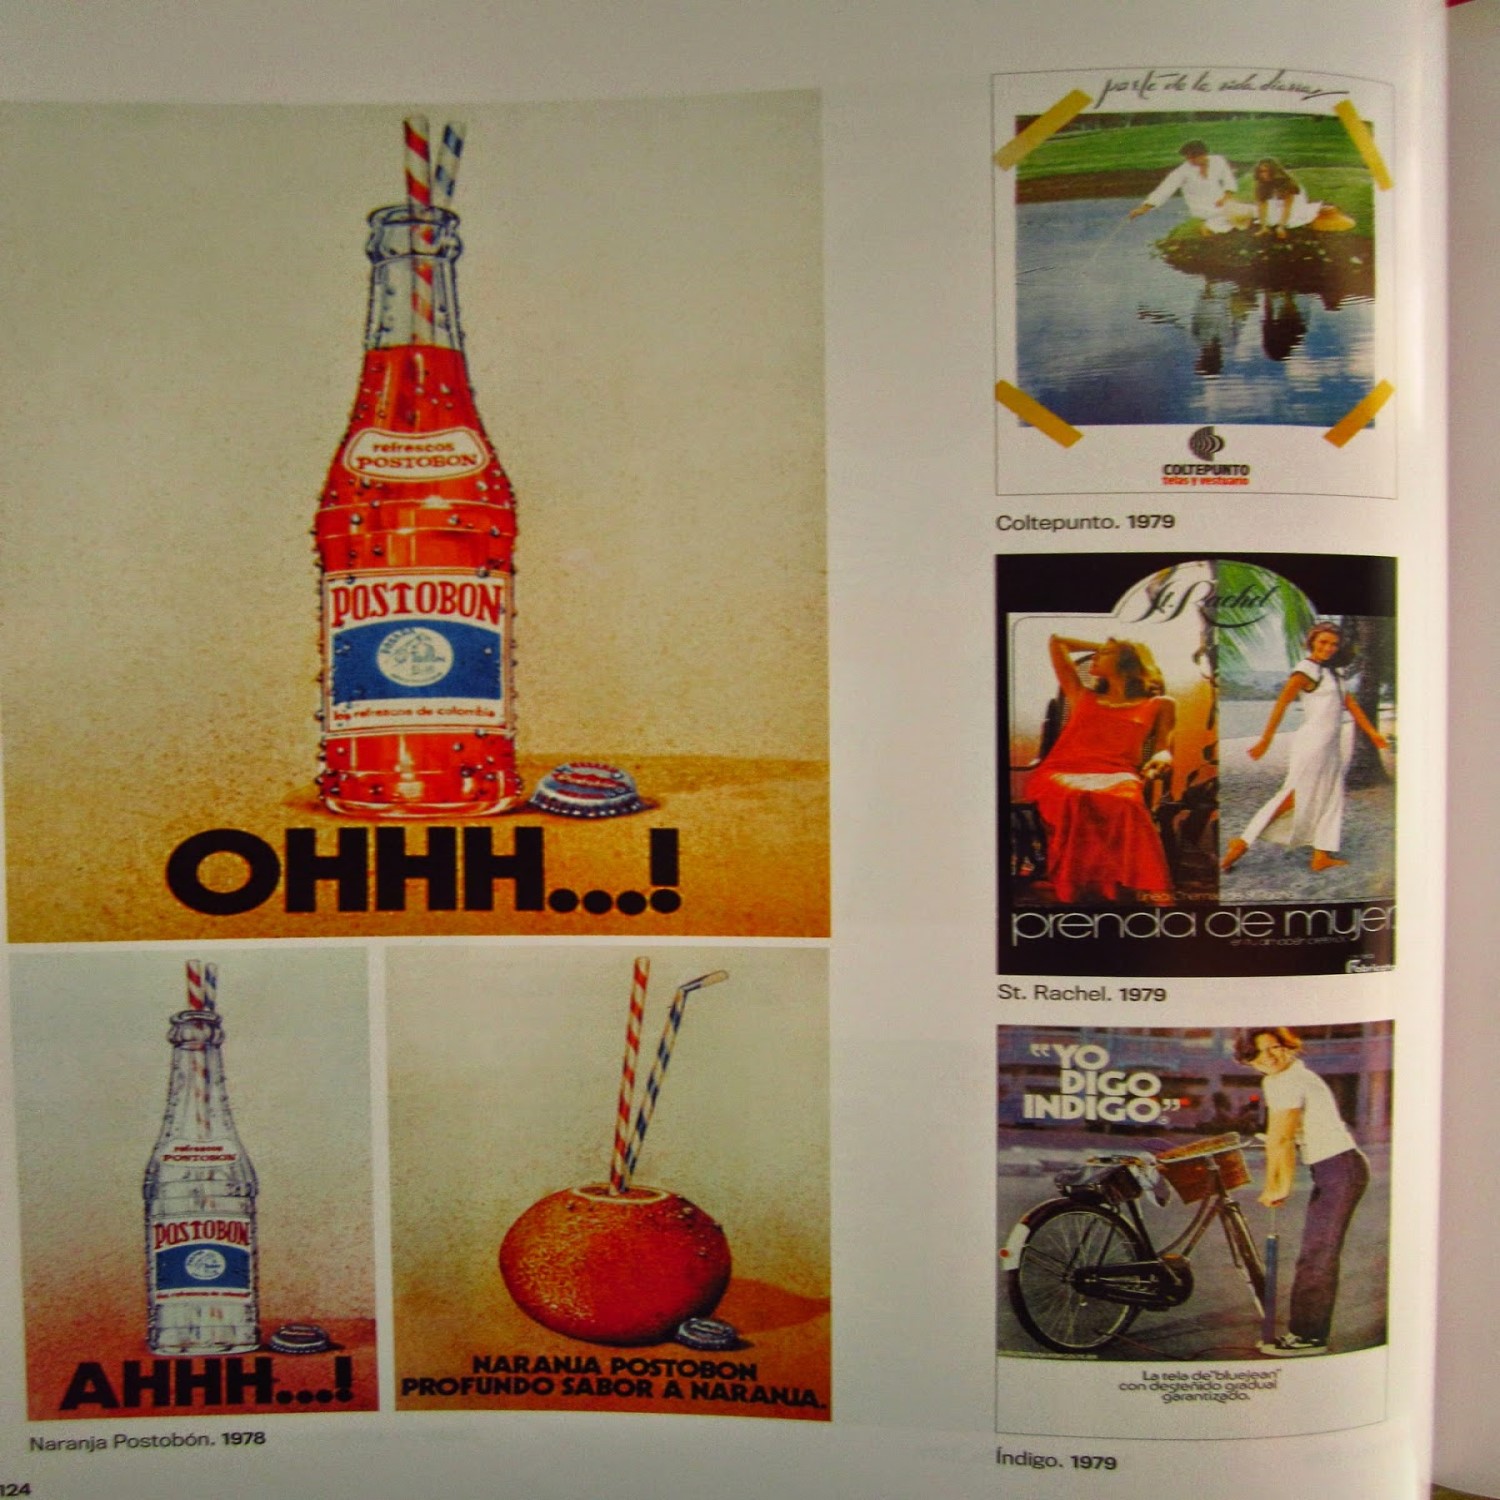 refrescos
POSTOBON
POSTOBON
los refrescos de colombia
OHHH...!
refrescos
POSTOBON
POSTOBON
AHHH...!
NARANJA POSTOBON
PROFUNDO SABOR A NARANJA.
Naranja Postobón. 1978
124
parte de la vida diaria
COLTEPUNTO
telas y vestuario
Coltepunto. 1979
St. Rachel
prenda de mujer
St. Rachel. 1979
“YO
DIGO
INDIGO”
La tela de "bluejean"
con desteñido gradual
garantizado.
Índigo. 1979